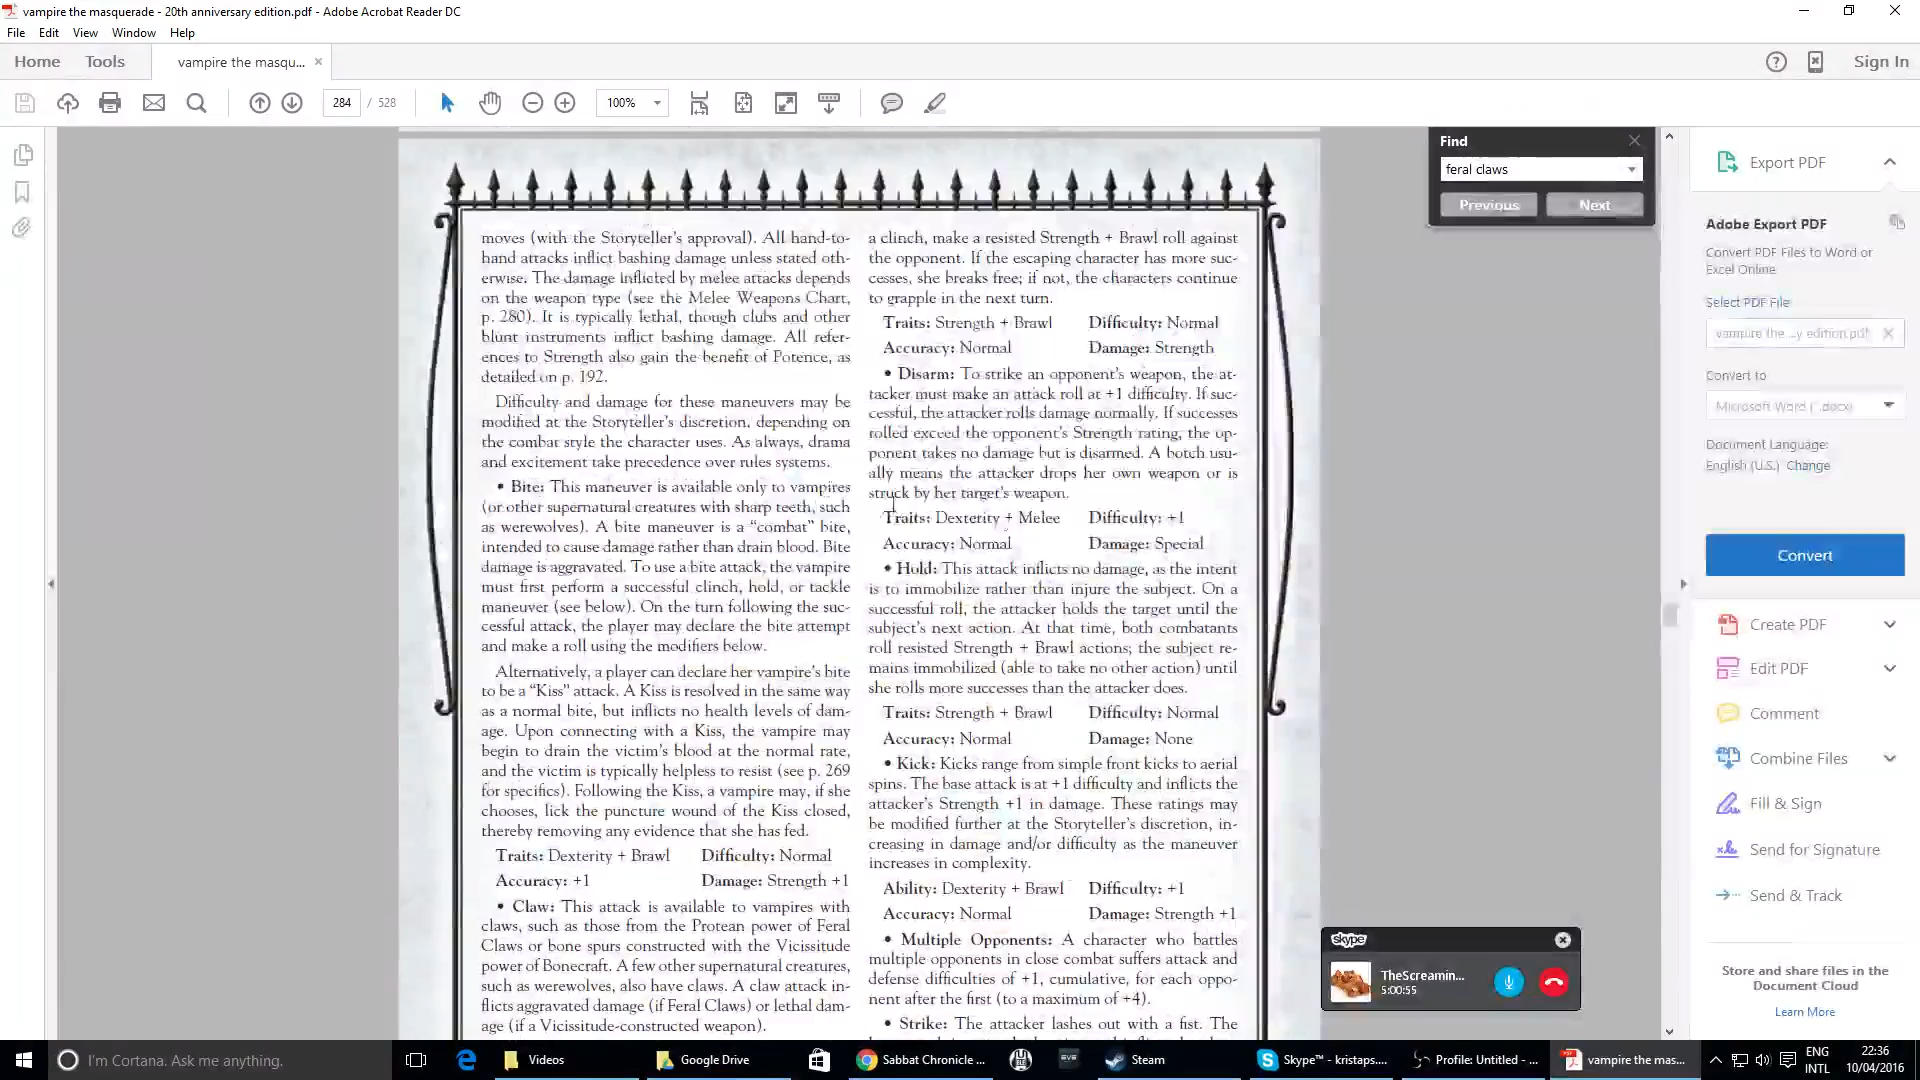 vampire the masquerade - 20th anniversary edition.pdf - Adobe Acrobat Reader DC
File Edit View Window Help
Home Tools vampire the masqu... ×
Sign In
284 / 528
100%
Find
feral claws
Previous Next
moves (with the Storyteller's approval). All hand-to-
hand attacks inflict bashing damage unless stated oth-
erwise. The damage inflicted by melee attacks depends
on the weapon type (see the Melee Weapons Chart,
p. 280). It is typically lethal, though clubs and other
blunt instruments inflict bashing damage. All refer-
ences to Strength also gain the benefit of Potence, as
detailed on p. 192.
Difficulty and damage for these maneuvers may be
modified at the Storyteller's discretion, depending on
the combat style the character uses. As always, drama
and excitement take precedence over rules systems.
• Bite: This maneuver is available only to vampires
(or other supernatural creatures with sharp teeth, such
as werewolves). A bite maneuver is a "combat" bite,
intended to cause damage rather than drain blood. Bite
damage is aggravated. To use a bite attack, the vampire
must first perform a successful clinch, hold, or tackle
maneuver (see below). On the turn following the suc-
cessful attack, the player may declare the bite attempt
and make a roll using the modifiers below.
Alternatively, a player can declare her vampire's bite
to be a "Kiss" attack. A Kiss is resolved in the same way
as a normal bite, but inflicts no health levels of dam-
age. Upon connecting with a Kiss, the vampire may
begin to drain the victim's blood at the normal rate,
and the victim is typically helpless to resist (see p. 269
for specifics). Following the Kiss, a vampire may, if she
chooses, lick the puncture wound of the Kiss closed,
thereby removing any evidence that she has fed.
Traits: Dexterity + Brawl Difficulty: Normal
Accuracy: +1 Damage: Strength +1
• Claw: This attack is available to vampires with
claws, such as those from the Protean power of Feral
Claws or bone spurs constructed with the Vicissitude
power of Bonecraft. A few other supernatural creatures,
such as werewolves, also have claws. A claw attack in-
flicts aggravated damage (if Feral Claws) or lethal dam-
age (if a Vicissitude-constructed weapon).
a clinch, make a resisted Strength + Brawl roll against
the opponent. If the escaping character has more suc-
cesses, she breaks free; if not, the characters continue
to grapple in the next turn.
Traits: Strength + Brawl Difficulty: Normal
Accuracy: Normal Damage: Strength
• Disarm: To strike an opponent's weapon, the at-
tacker must make an attack roll at +1 difficulty. If suc-
cessful, the attacker rolls damage normally. If successes
rolled exceed the opponent's Strength rating, the op-
ponent takes no damage but is disarmed. A botch usu-
ally means the attacker drops her own weapon or is
struck by her target's weapon.
Traits: Dexterity + Melee Difficulty: +1
Accuracy: Normal Damage: Special
• Hold: This attack inflicts no damage, as the intent
is to immobilize rather than injure the subject. On a
successful roll, the attacker holds the target until the
subject's next action. At that time, both combatants
roll resisted Strength + Brawl actions; the subject re-
mains immobilized (able to take no other action) until
she rolls more successes than the attacker does.
Traits: Strength + Brawl Difficulty: Normal
Accuracy: Normal Damage: None
• Kick: Kicks range from simple front kicks to aerial
spins. The base attack is at +1 difficulty and inflicts the
attacker's Strength +1 in damage. These ratings may
be modified further at the Storyteller's discretion, in-
creasing in damage and/or difficulty as the maneuver
increases in complexity.
Ability: Dexterity + Brawl Difficulty: +1
Accuracy: Normal Damage: Strength +1
• Multiple Opponents: A character who battles
multiple opponents in close combat suffers attack and
defense difficulties of +1, cumulative, for each oppo-
nent after the first (to a maximum of +4).
• Strike: The attacker lashes out with a fist. The
Export PDF
Adobe Export PDF
Convert PDF Files to Word or
Excel Online
Select PDF File
vampire the ...y edition.pdf
Convert to
Microsoft Word (*.docx)
Document Language:
English (U.S.) Change
Convert
Create PDF
Edit PDF
Comment
Combine Files
Fill & Sign
Send for Signature
Send & Track
Store and share files in the
Document Cloud
Learn More
skype
TheScreamin...
5:00:55
I'm Cortana. Ask me anything.
Videos
Google Drive
Sabbat Chronicle ...
EVE
Steam
Skype™ - kristaps....
Profile: Untitled - ...
vampire the mas...
ENG
INTL
22:36
10/04/2016